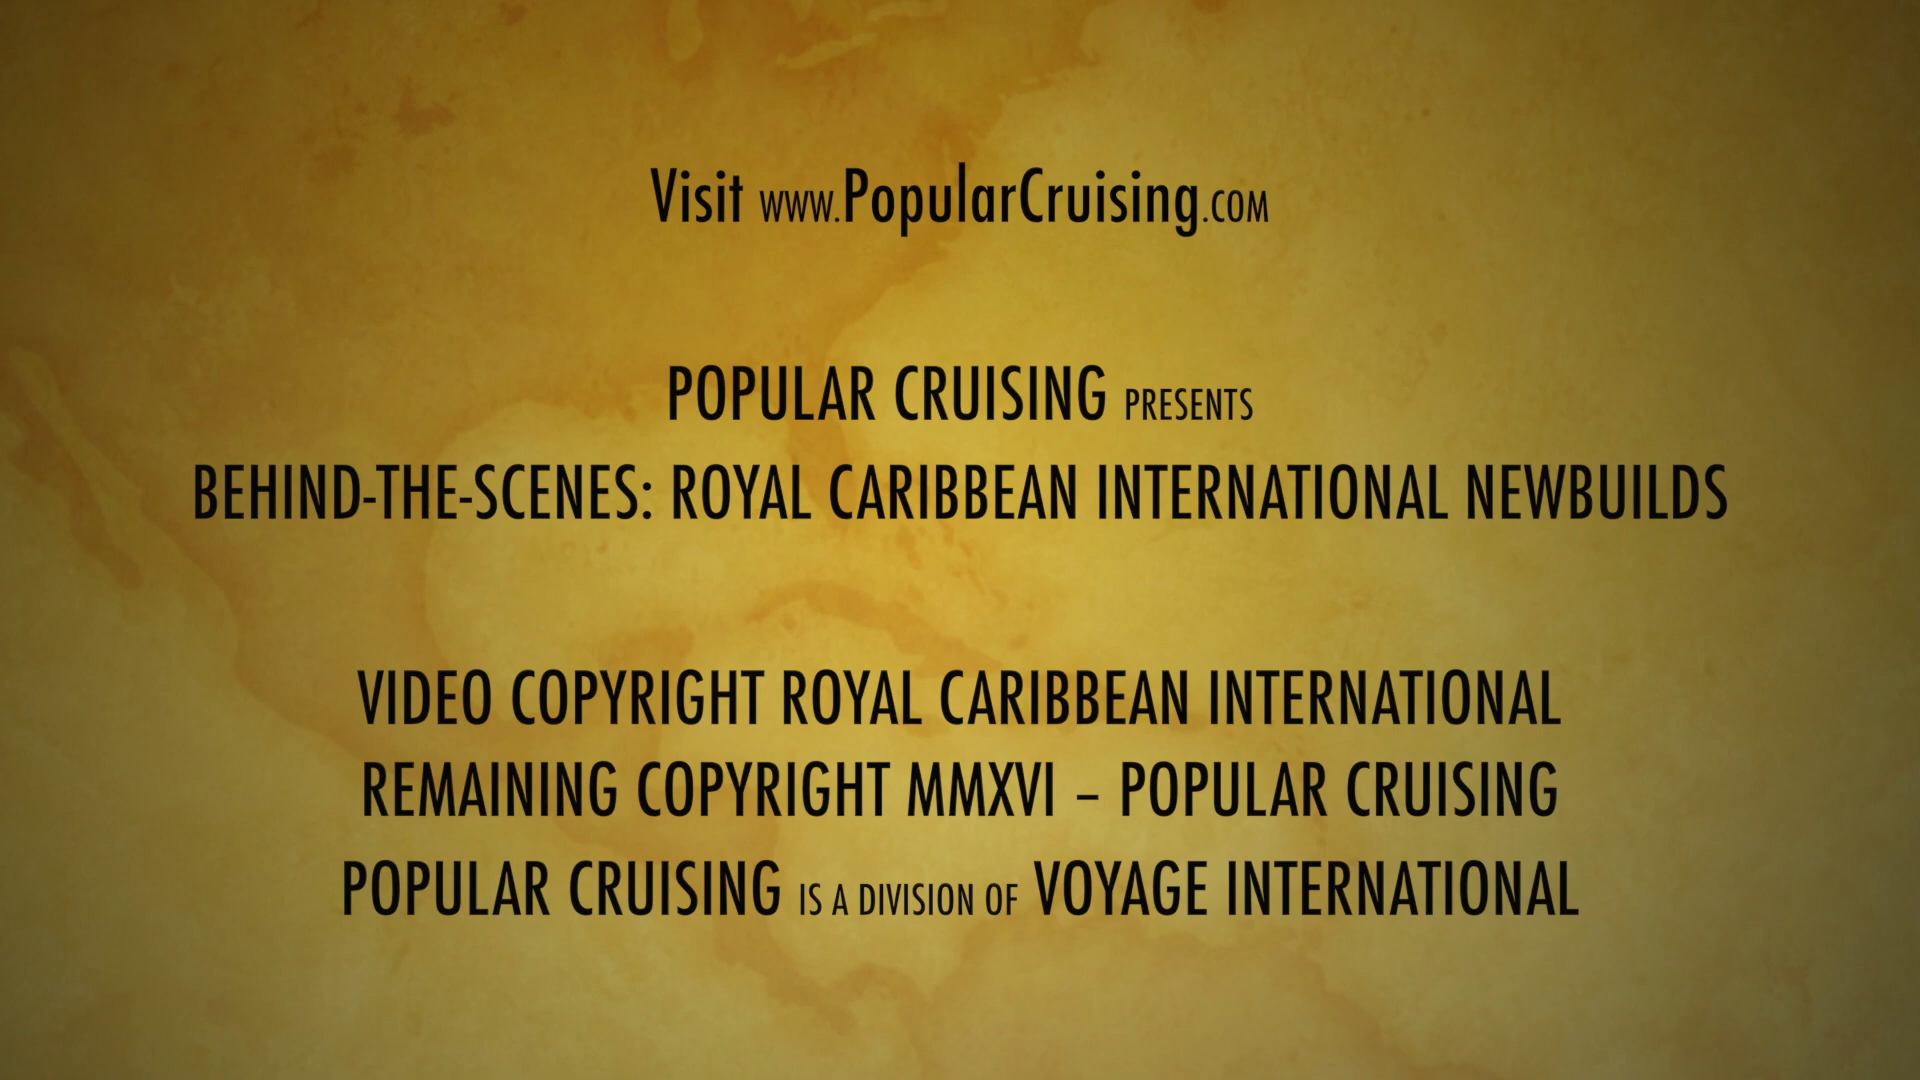 Visit www.PopularCruising.com
POPULAR CRUISING PRESENTS
BEHIND-THE-SCENES: ROYAL CARIBBEAN INTERNATIONAL NEWBUILDS
VIDEO COPYRIGHT ROYAL CARIBBEAN INTERNATIONAL
REMAINING COPYRIGHT MMXVI – POPULAR CRUISING
POPULAR CRUISING IS A DIVISION OF VOYAGE INTERNATIONAL